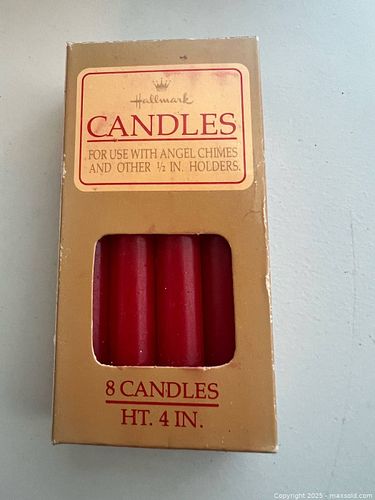 Hallmark
CANDLES
FOR USE WITH ANGEL CHIMES
AND OTHER ½ IN. HOLDERS.
8 CANDLES
HT. 4 IN.
Copyright 2025 - www.maxsold.com